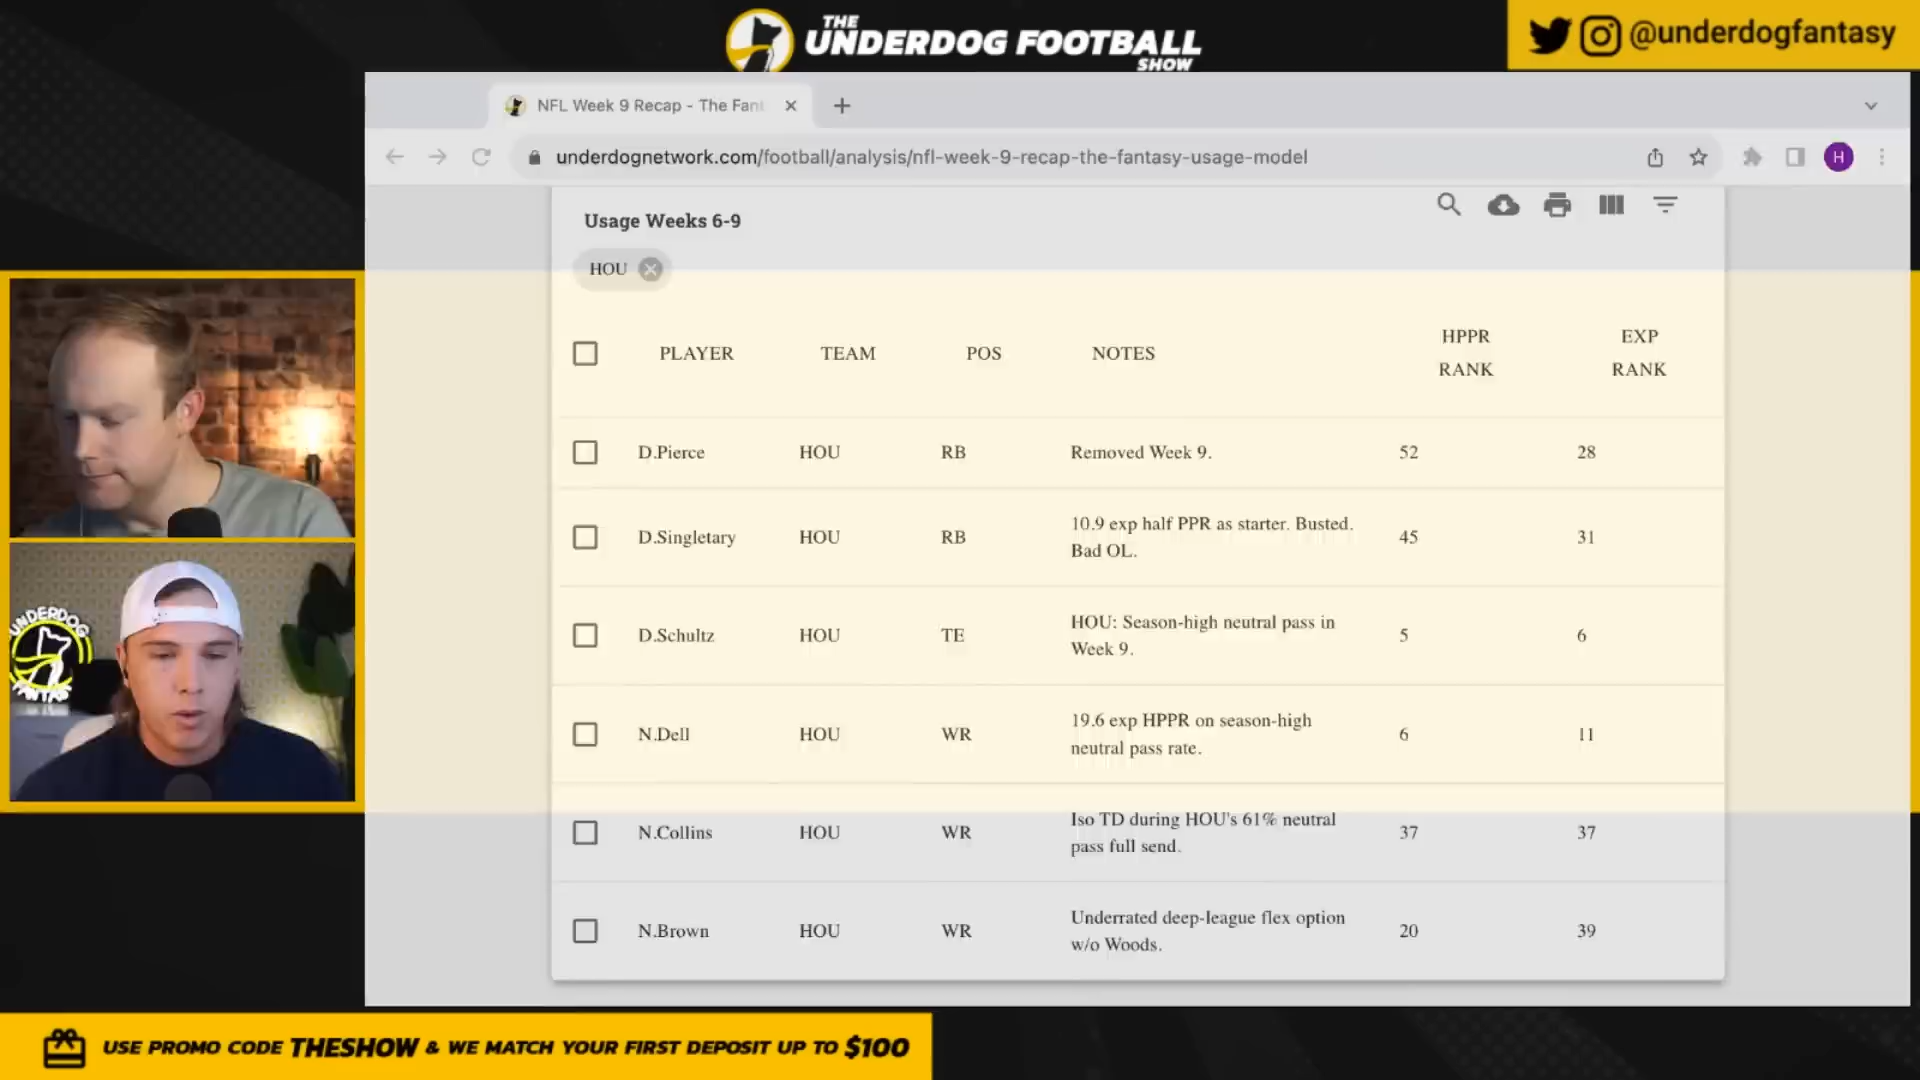 THE
UNDERDOG FOOTBALL
SHOW
@underdogfantasy
NFL Week 9 Recap - The Fant
underdognetwork.com/football/analysis/nfl-week-9-recap-the-fantasy-usage-model
H
Usage Weeks 6-9
HOU
PLAYER TEAM POS NOTES HPPR RANK EXP RANK
D.Pierce HOU RB Removed Week 9. 52 28
D.Singletary HOU RB 10.9 exp half PPR as starter. Busted. Bad OL. 45 31
D.Schultz HOU TE HOU: Season-high neutral pass in Week 9. 5 6
N.Dell HOU WR 19.6 exp HPPR on season-high neutral pass rate. 6 11
N.Collins HOU WR Iso TD during HOU's 61% neutral pass full send. 37 37
N.Brown HOU WR Underrated deep-league flex option w/o Woods. 20 39
UNDERDOG
FANTASY
USE PROMO CODE THESHOW & WE MATCH YOUR FIRST DEPOSIT UP TO $100